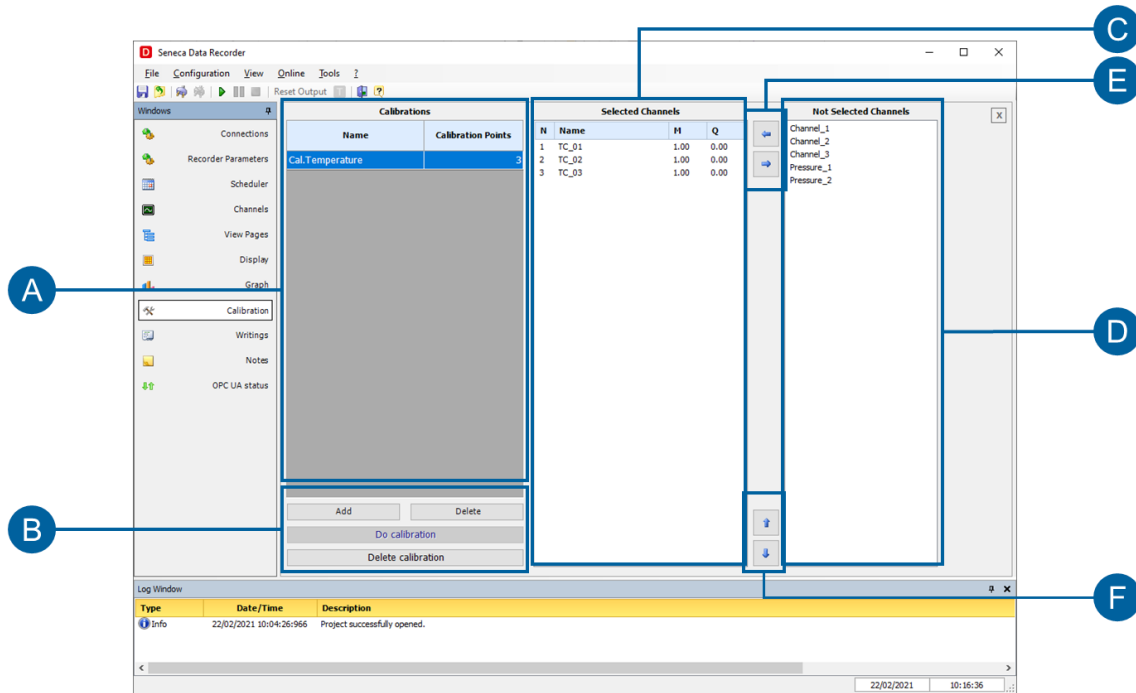 C
Seneca Data Recorder
E
File Configuration View Online Tools ?
Reset Output
Windows
Calibrations
Selected Channels
Not Selected Channels
X
Name Calibration Points
N Name M Q
Cal.Temperature 3
1 TC_01 1.00 0.00
2 TC_02 1.00 0.00
3 TC_03 1.00 0.00
Channel_1
Channel_2
Channel_3
Pressure_1
Pressure_2
Connections
Recorder Parameters
Scheduler
Channels
View Pages
Display
Graph
Calibration
Writings
Notes
OPC UA status
A
D
B
Add Delete
Do calibration
Delete calibration
F
Log Window
Type Date/Time Description
Info 22/02/2021 10:04:26:966 Project successfully opened.
22/02/2021 10:16:36